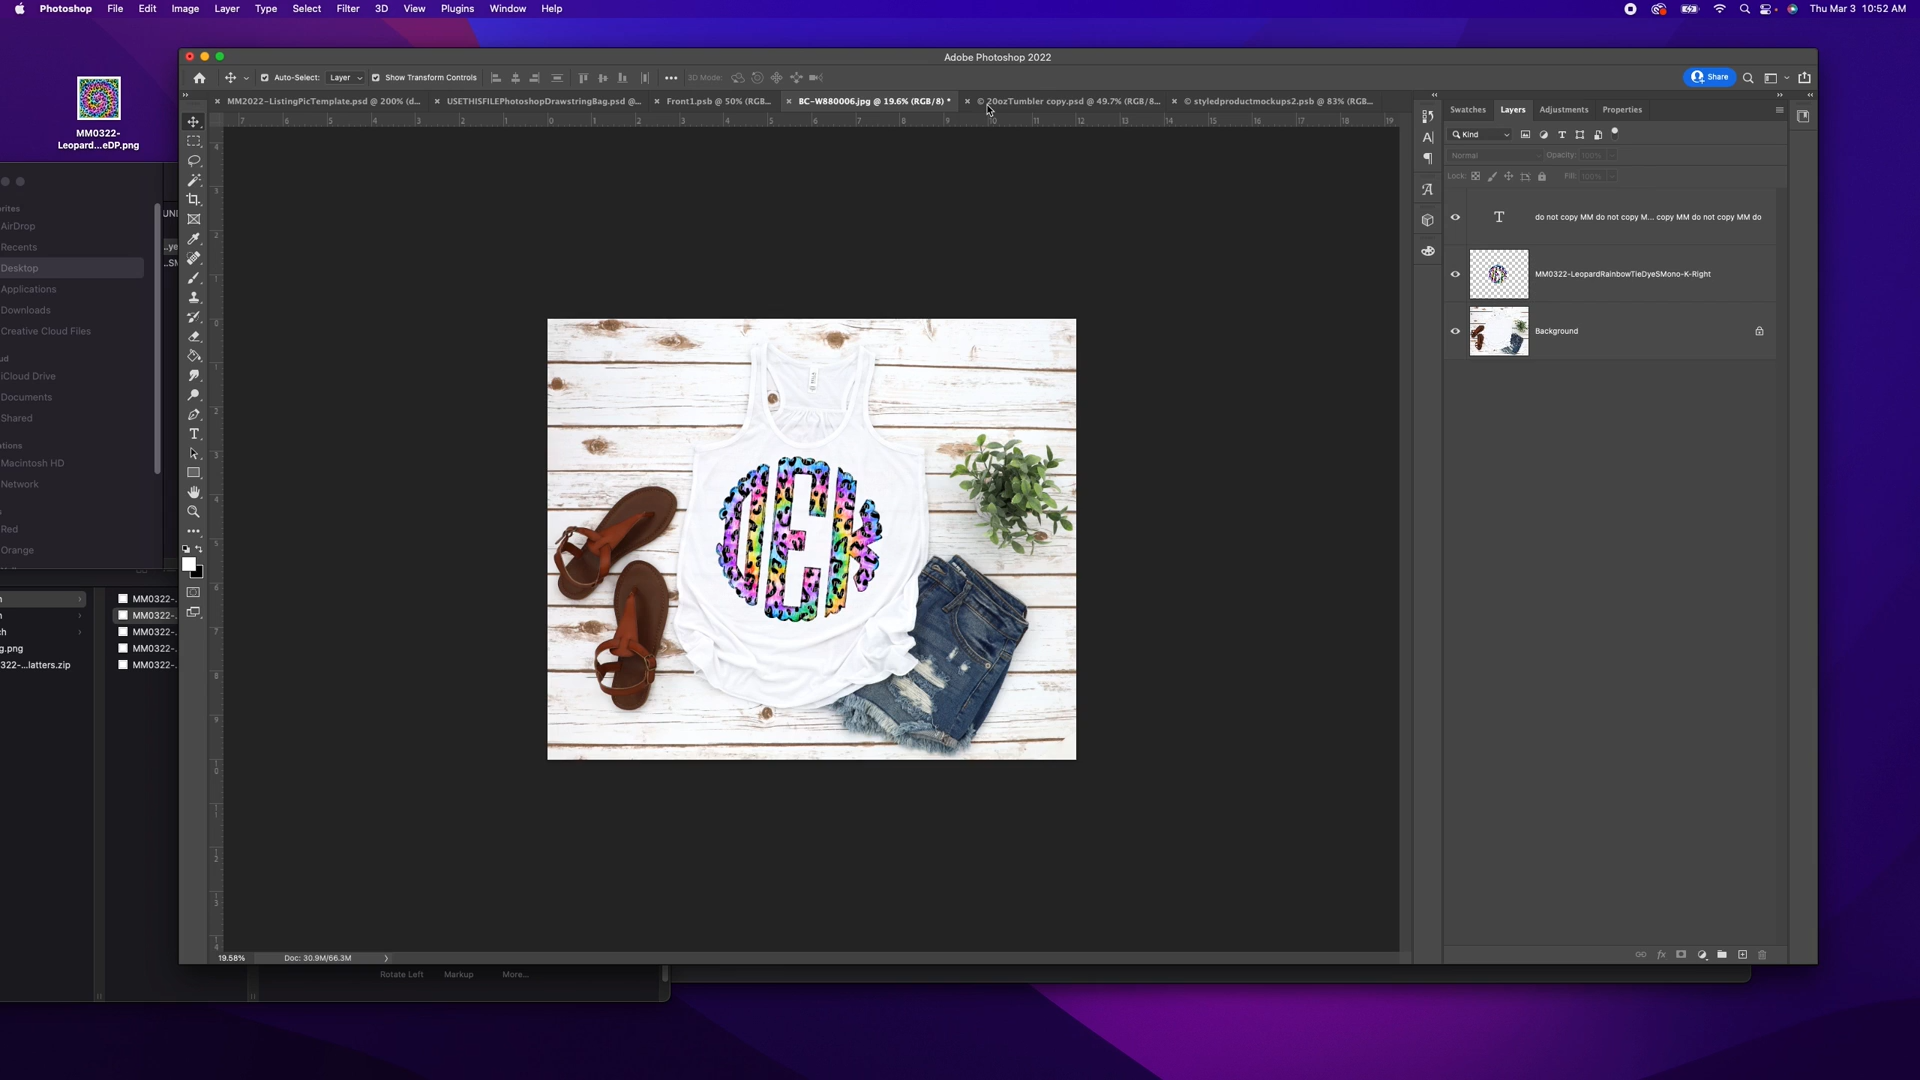 Photoshop File Edit Image Layer Type Select Filter 3D View Plugins Window Help
Thu Mar 3 10:52 AM
Adobe Photoshop 2022
Auto-Select: Layer Show Transform Controls 3D Mode: Share
MM2022-ListingPicTemplate.psd @ 200% (d... USETHISFILEPhotoshopDrawstringBag.psd @... Front1.psb @ 50% (RGB... BC-W880006.jpg @ 19.6% (RGB/8) * © 20ozTumbler copy.psd @ 49.7% (RGB/8... © styledproductmockups2.psb @ 83% (RGB...
Swatches Layers Adjustments Properties
Kind
Normal Opacity: 100%
Lock: Fill: 100%
do not copy MM do not copy M... copy MM do not copy MM do
MM0322-LeopardRainbowTieDyeSMono-K-Right
Background
MM0322-
Leopard...eDP.png
rites
AirDrop
Recents
Desktop
Applications
Downloads
Creative Cloud Files
ud
iCloud Drive
Documents
Shared
ations
Macintosh HD
Network
s
Red
Orange
MM0322-.
MM0322-.
ch MM0322-.
g.png MM0322-.
322-...latters.zip MM0322-.
19.58% Doc: 30.9M/66.3M
Rotate Left Markup More...